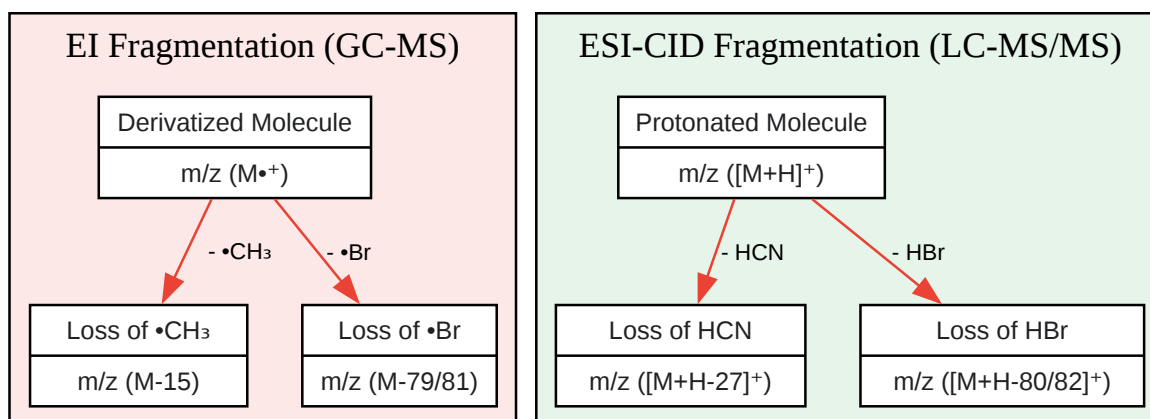 EI Fragmentation (GC-MS)
Derivatized Molecule
m/z (M•⁺)
- •CH₃
- •Br
Loss of •CH₃
m/z (M-15)
Loss of •Br
m/z (M-79/81)
ESI-CID Fragmentation (LC-MS/MS)
Protonated Molecule
m/z ([M+H]⁺)
- HCN
- HBr
Loss of HCN
m/z ([M+H-27]⁺)
Loss of HBr
m/z ([M+H-80/82]⁺)